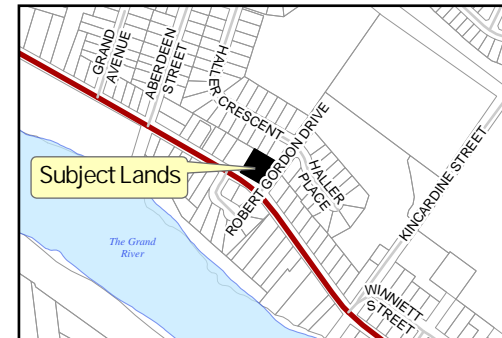 GRAND
AVENUE
ABERDEEN
STREET
HALLER
CRESCENT
ROBERT GORDON DRIVE
HALLER
PLACE
KINCARDINE STREET
Subject Lands
The Grand
River
WINNIETT
STREET